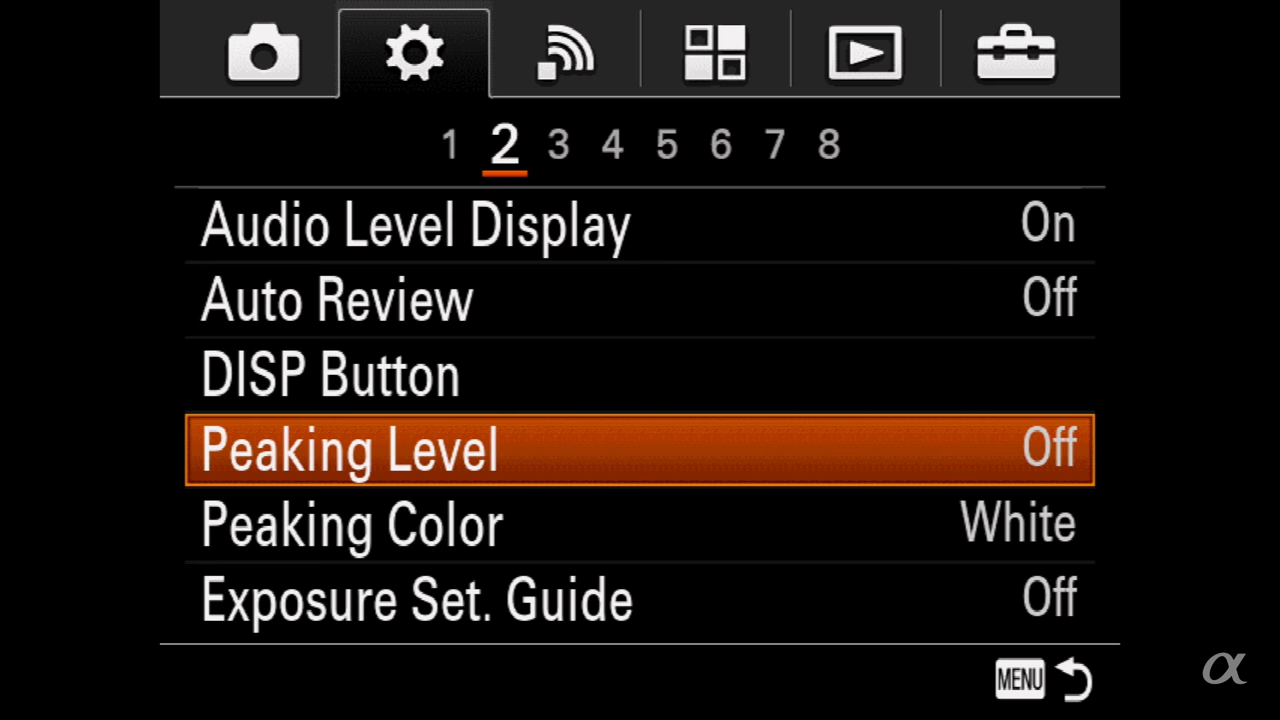 1 2 3 4 5 6 7 8
Audio Level Display On
Auto Review Off
DISP Button
Peaking Level Off
Peaking Color White
Exposure Set. Guide Off
MENU
α